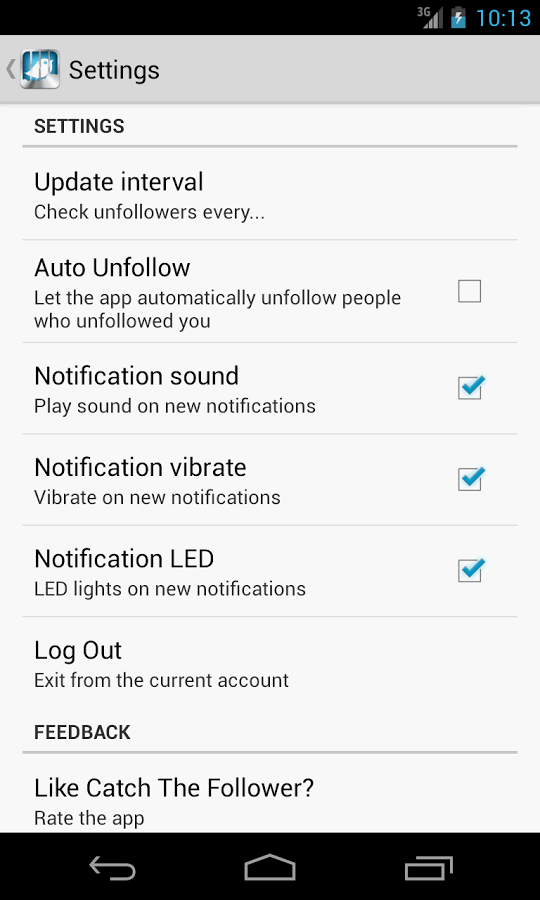 3G 10:13
Settings
SETTINGS
Update interval
Check unfollowers every...
Auto Unfollow
Let the app automatically unfollow people
who unfollowed you
Notification sound
Play sound on new notifications
Notification vibrate
Vibrate on new notifications
Notification LED
LED lights on new notifications
Log Out
Exit from the current account
FEEDBACK
Like Catch The Follower?
Rate the app